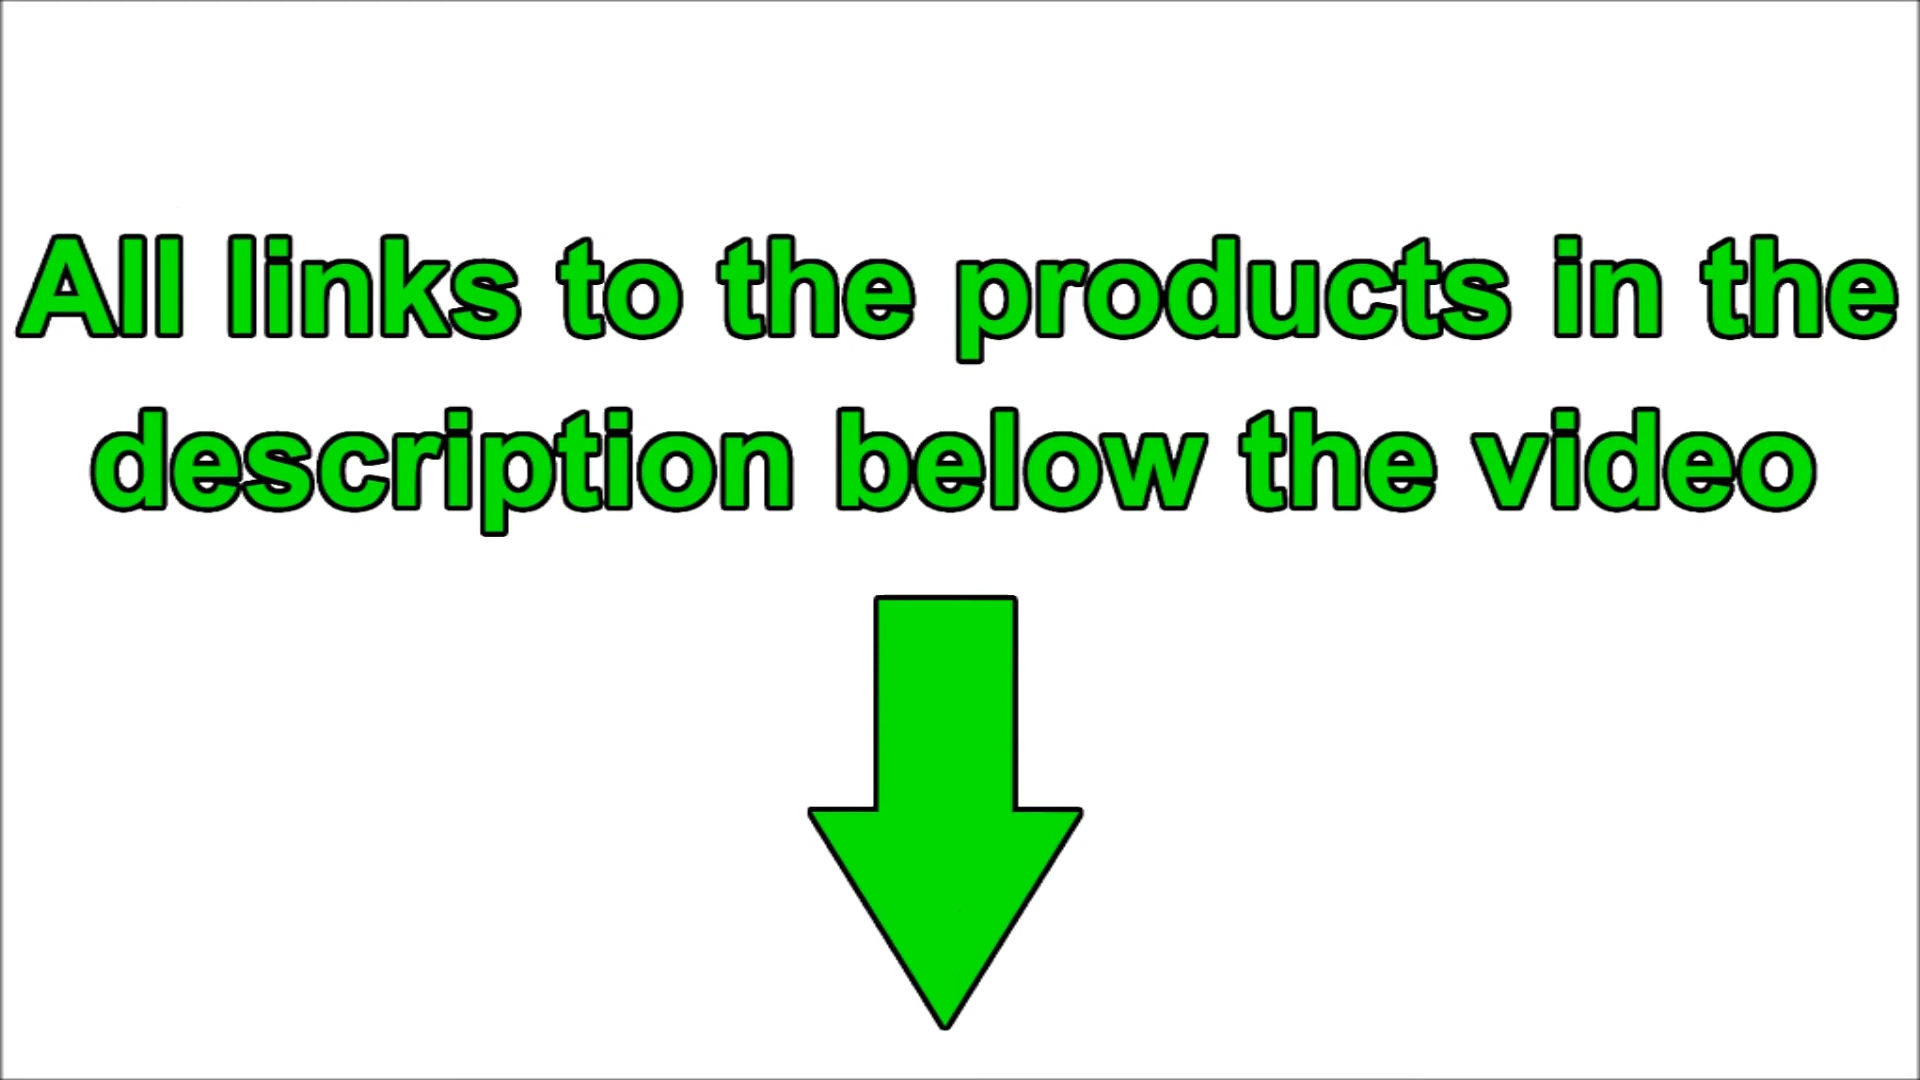 All links to the products in the
description below the video